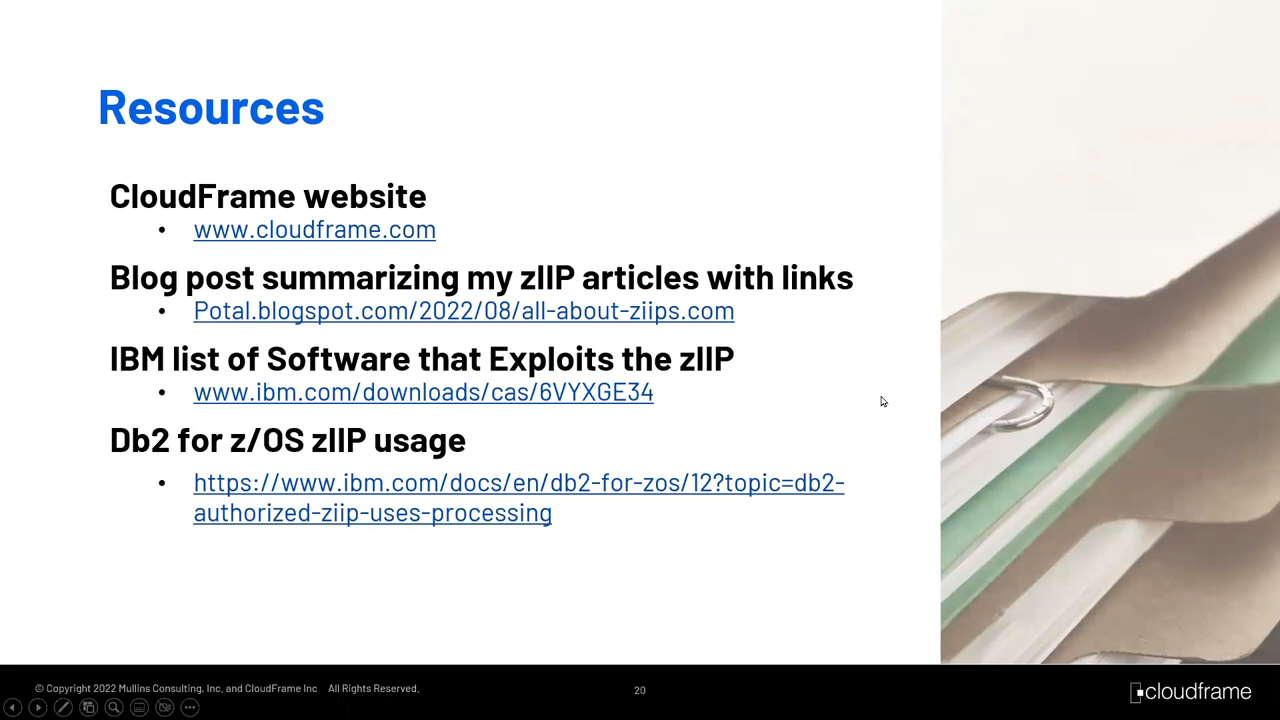 Resources
CloudFrame website
• www.cloudframe.com
Blog post summarizing my zIIP articles with links
• Potal.blogspot.com/2022/08/all-about-ziips.com
IBM list of Software that Exploits the zIIP
• www.ibm.com/downloads/cas/6VYXGE34
Db2 for z/OS zIIP usage
• https://www.ibm.com/docs/en/db2-for-zos/12?topic=db2-
authorized-ziip-uses-processing
© Copyright 2022 Mullins Consulting, Inc. and CloudFrame Inc All Rights Reserved.
20
cloudframe